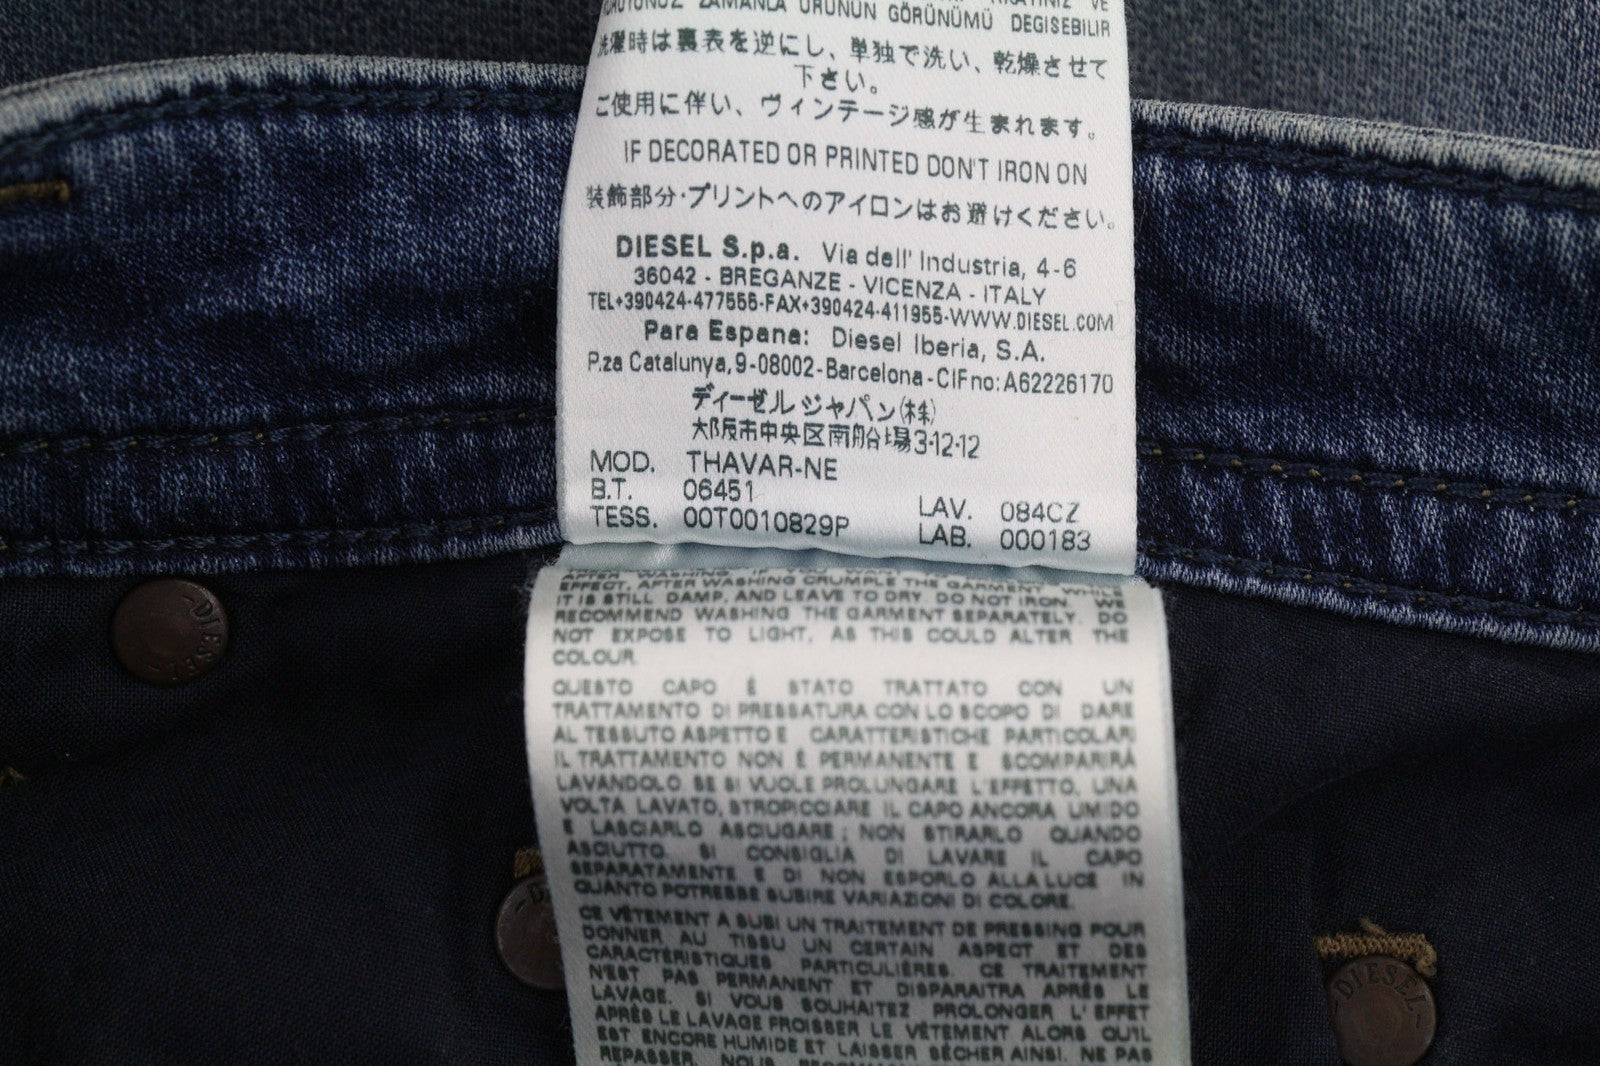 ZAMANLA ÜRÜNÜN GÖRÜNÜMÜ DEGISEBILIR
洗濯時は裏表を逆にし、単独で洗い、乾燥させて
下さい。
ご使用に伴い、ヴィンテージ感が生まれます。
IF DECORATED OR PRINTED DON'T IRON ON
装飾部分・プリントへのアイロンはお避けください。
DIESEL S.p.a. Via dell' Industria, 4-6
36042 - BREGANZE - VICENZA - ITALY
TEL+390424-477555-FAX+390424-411955-WWW.DIESEL.COM
Para Espana: Diesel Iberia, S.A.
P.za Catalunya, 9-08002-Barcelona-CIF no: A62226170
ディーゼルジャパン(株)
大阪市中央区南船場3-12-12
MOD. THAVAR-NE
B.T. 06451
TESS. 00T0010829P
LAV. 084CZ
LAB. 000183
AFTER WASHING IF YOU
EFFECT, AFTER WASHING CRUMPLE THE GARMENT WHILE
IT IS STILL DAMP, AND LEAVE TO DRY. DO NOT IRON. WE
RECOMMEND WASHING THE GARMENT SEPARATELY. DO
NOT EXPOSE TO LIGHT, AS THIS COULD ALTER THE
COLOUR.
QUESTO CAPO È STATO TRATTATO CON UN
TRATTAMENTO DI PRESSATURA CON LO SCOPO DI DARE
AL TESSUTO ASPETTO E CARATTERISTICHE PARTICOLARI
IL TRATTAMENTO NON È PERMANENTE E SCOMPARIRÀ
LAVANDOLO SE SI VUOLE PROLUNGARE L'EFFETTO, UNA
VOLTA LAVATO, STROPICCIARE IL CAPO ANCORA UMIDO
E LASCIARLO ASCIUGARE ; NON STIRARLO QUANDO
ASCIUTTO. SI CONSIGLIA DI LAVARE IL CAPO
SEPARATAMENTE E DI NON ESPORLO ALLA LUCE IN
QUANTO POTREBBE SUBIRE VARIAZIONI DI COLORE.
CE VÊTEMENT A SUBI UN TRAITEMENT DE PRESSING POUR
DONNER AU TISSU UN CERTAIN ASPECT ET DES
CARACTÉRISTIQUES PARTICULIÈRES. CE TRAITEMENT
N'EST PAS PERMANENT ET DISPARAITRA APRÈS LE
LAVAGE. SI VOUS SOUHAITEZ PROLONGER L'EFFET
APRÈS LE LAVAGE FROISSER LE VÊTEMENT ALORS QU'IL
EST ENCORE HUMIDE ET LAISSER SÉCHER AINSI. NE PAS
REPASSER. NOUS
DIESEL
DIESEL